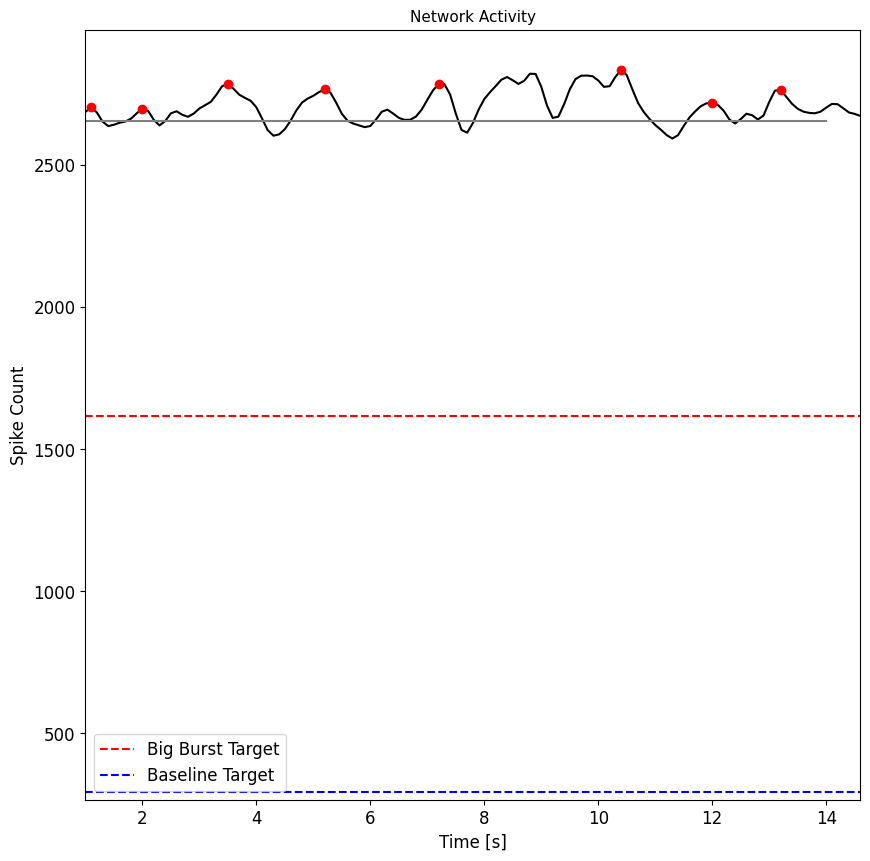 Network Activity
Spike Count
2500
2000
1500
1000
500
Big Burst Target
Baseline Target
2 4 6 8 10 12 14
Time [s]